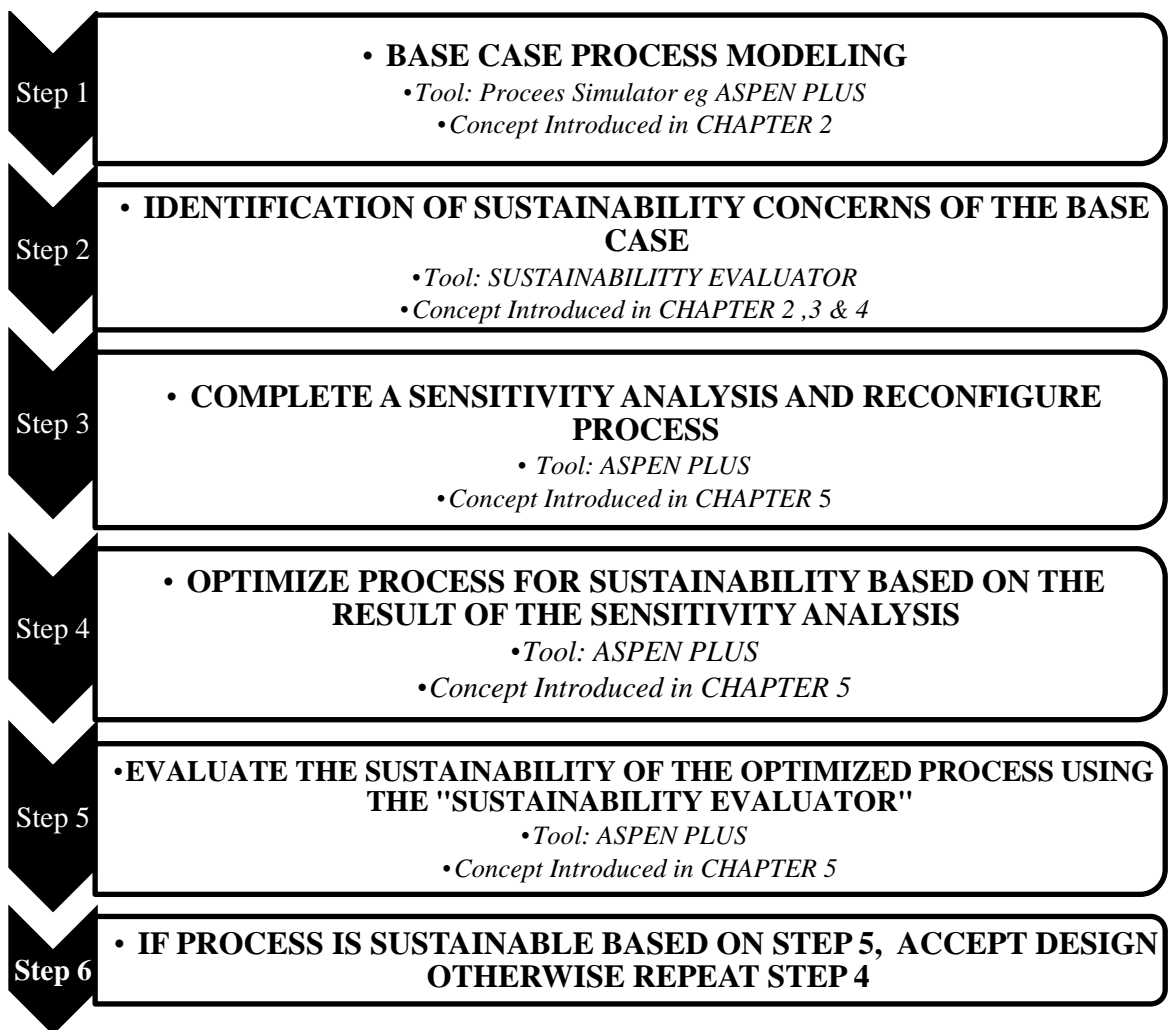 Step 1
• BASE CASE PROCESS MODELING
•Tool: Procees Simulator eg ASPEN PLUS
•Concept Introduced in CHAPTER 2
Step 2
• IDENTIFICATION OF SUSTAINABILITY CONCERNS OF THE BASE
CASE
•Tool: SUSTAINABILITTY EVALUATOR
•Concept Introduced in CHAPTER 2 ,3 & 4
Step 3
• COMPLETE A SENSITIVITY ANALYSIS AND RECONFIGURE
PROCESS
• Tool: ASPEN PLUS
•Concept Introduced in CHAPTER 5
Step 4
• OPTIMIZE PROCESS FOR SUSTAINABILITY BASED ON THE
RESULT OF THE SENSITIVITY ANALYSIS
•Tool: ASPEN PLUS
•Concept Introduced in CHAPTER 5
Step 5
•EVALUATE THE SUSTAINABILITY OF THE OPTIMIZED PROCESS USING
THE "SUSTAINABILITY EVALUATOR"
•Tool: ASPEN PLUS
•Concept Introduced in CHAPTER 5
Step 6
• IF PROCESS IS SUSTAINABLE BASED ON STEP 5, ACCEPT DESIGN
OTHERWISE REPEAT STEP 4